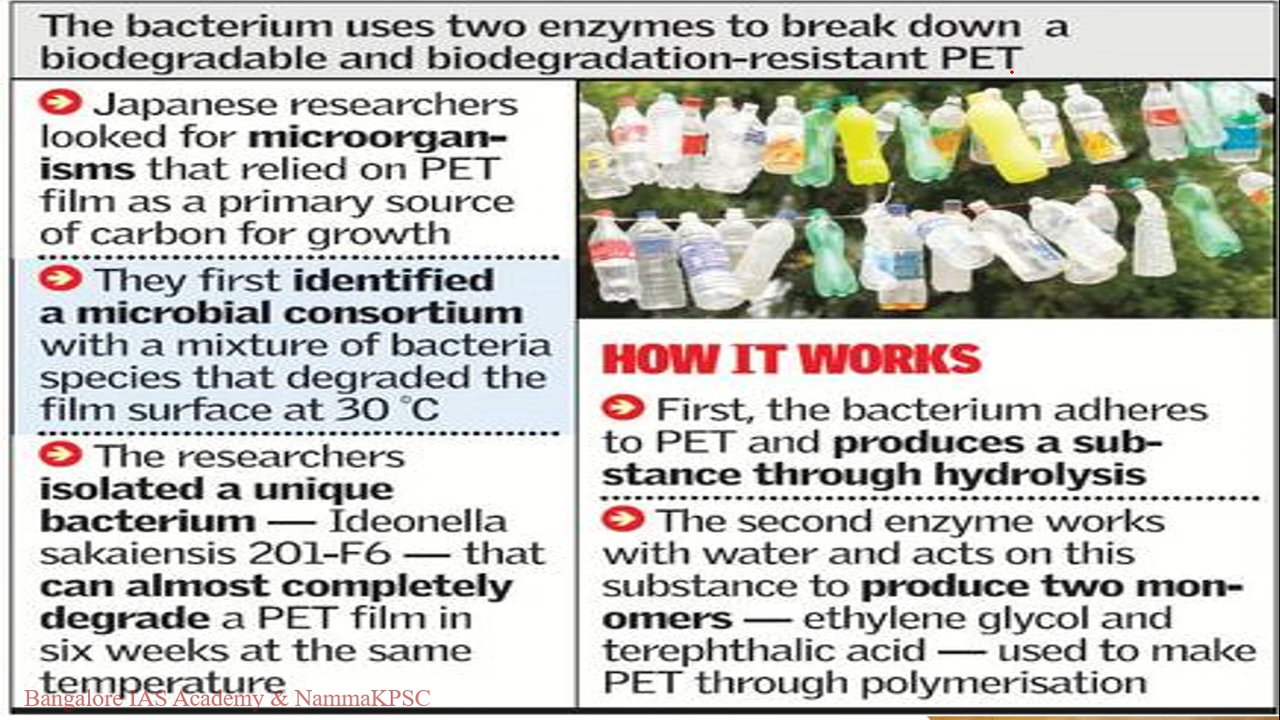 The bacterium uses two enzymes to break down a
biodegradable and biodegradation-resistant PET
Japanese researchers
looked for microorgan-
isms that relied on PET
film as a primary source
of carbon for growth
They first identified
a microbial consortium
with a mixture of bacteria
species that degraded the
film surface at 30 °C
The researchers
isolated a unique
bacterium — Ideonella
sakaiensis 201-F6 — that
can almost completely
degrade a PET film in
six weeks at the same
temperature
HOW IT WORKS
First, the bacterium adheres
to PET and produces a sub-
stance through hydrolysis
The second enzyme works
with water and acts on this
substance to produce two mon-
omers — ethylene glycol and
terephthalic acid — used to make
PET through polymerisation
Bangalore IAS Academy & NammaKPSC